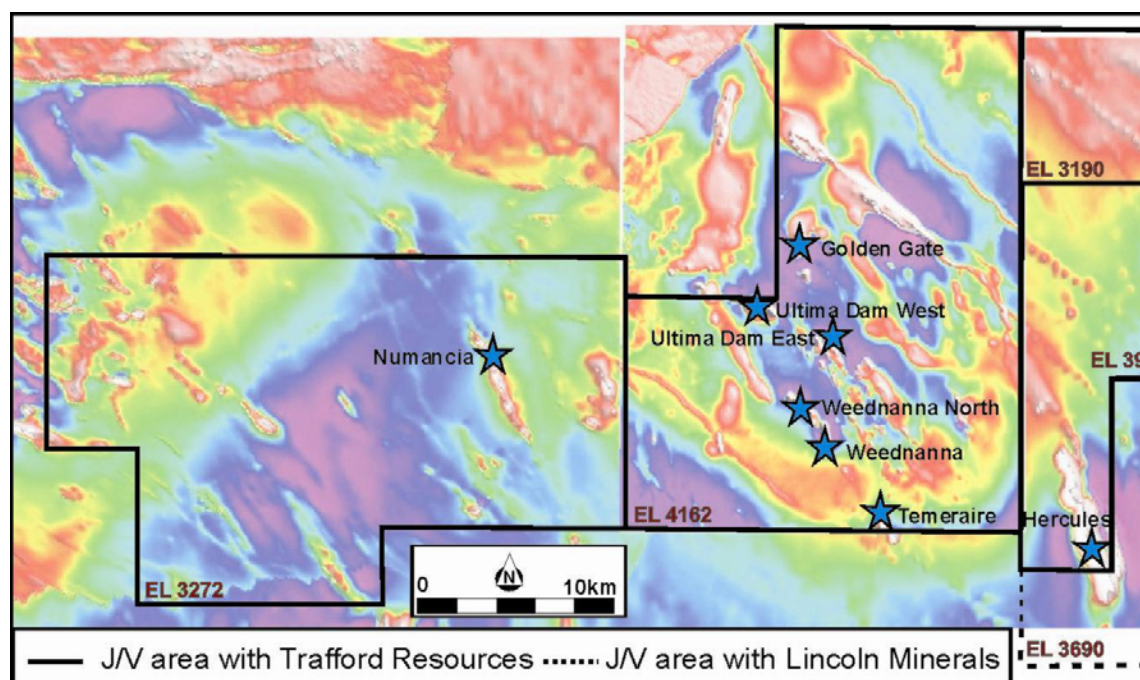 EL 3190
Golden Gate
Ultima Dam West
Ultima Dam East
Numancia
EL 39
Weednanna North
Weednanna
EL 4162
Temeraire
Hercules
N
0 10km
EL 3272
J/V area with Trafford Resources J/V area with Lincoln Minerals
EL 3690